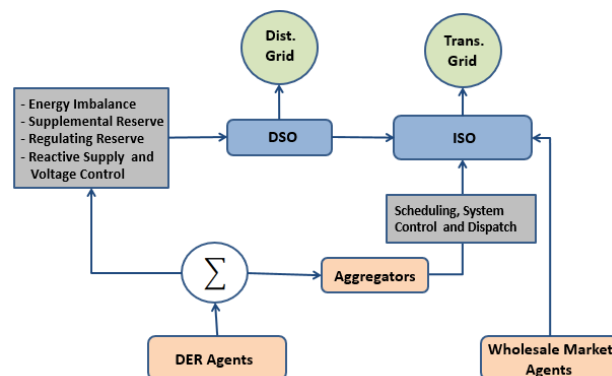 Dist.
Grid
Trans.
Grid
- Energy Imbalance
- Supplemental Reserve
- Regulating Reserve
- Reactive Supply and
Voltage Control
DSO
ISO
Scheduling, System
Control and Dispatch
∑
Aggregators
DER Agents
Wholesale Market
Agents